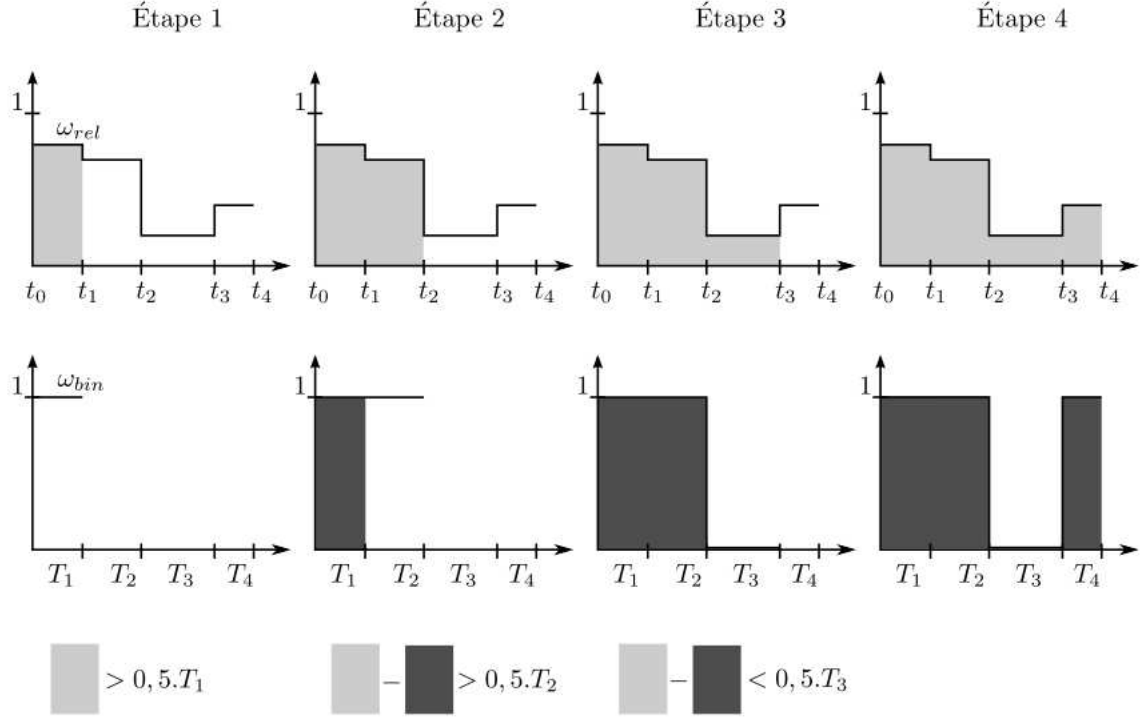 Étape 1 Étape 2 Étape 3 Étape 4
1 1 1 1
ω_rel
t_0 t_1 t_2 t_3 t_4 t_0 t_1 t_2 t_3 t_4 t_0 t_1 t_2 t_3 t_4 t_0 t_1 t_2 t_3 t_4
1 ω_bin 1 1 1
T_1 T_2 T_3 T_4 T_1 T_2 T_3 T_4 T_1 T_2 T_3 T_4 T_1 T_2 T_3 T_4
> 0, 5.T_1 − > 0, 5.T_2 − < 0, 5.T_3